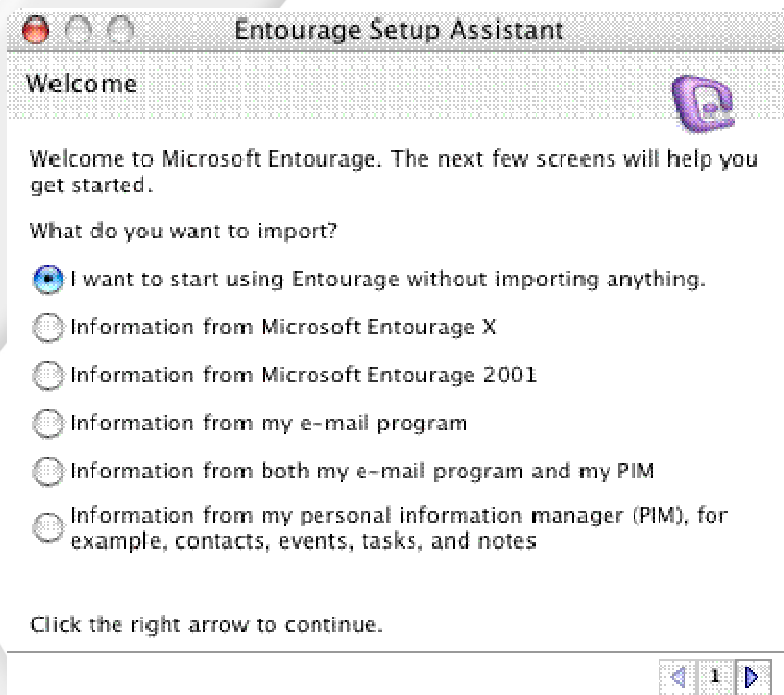 Entourage Setup Assistant
Welcome
Welcome to Microsoft Entourage. The next few screens will help you
get started.
What do you want to import?
I want to start using Entourage without importing anything.
Information from Microsoft Entourage X
Information from Microsoft Entourage 2001
Information from my e-mail program
Information from both my e-mail program and my PIM
Information from my personal information manager (PIM), for
example, contacts, events, tasks, and notes
Click the right arrow to continue.
1